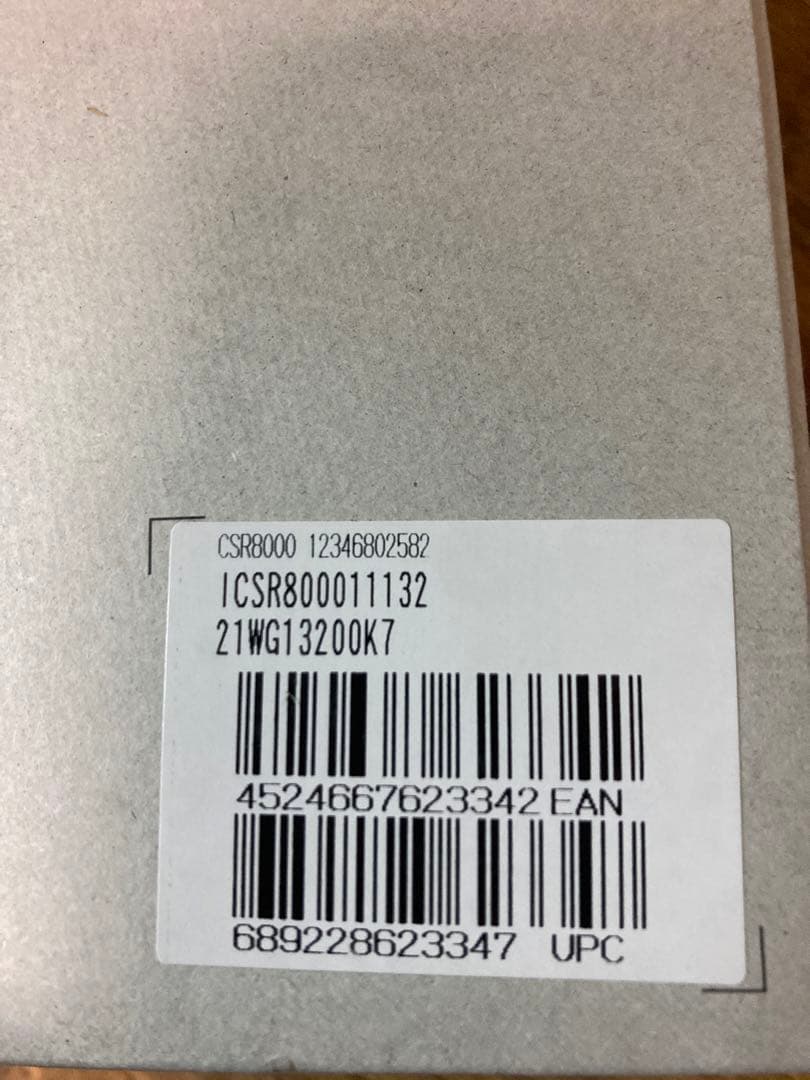 CSR8000 12346802582
ICSR800011132
21WG13200K7
4524667623342 EAN
689228623347 UPC